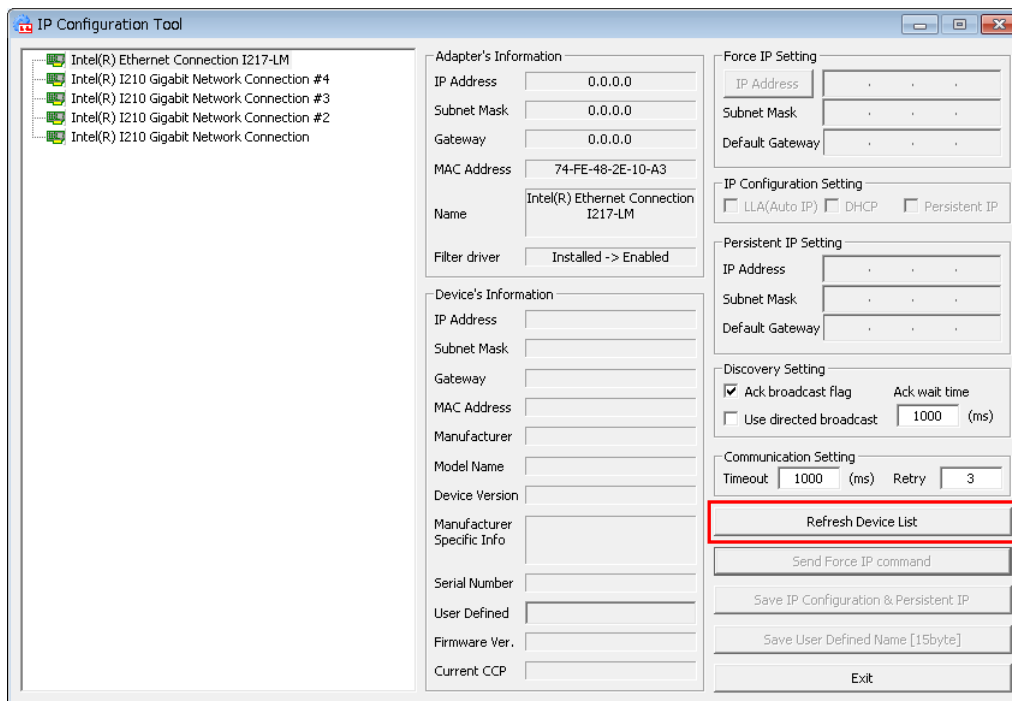 IP Configuration Tool
Intel(R) Ethernet Connection I217-LM
Intel(R) I210 Gigabit Network Connection #4
Intel(R) I210 Gigabit Network Connection #3
Intel(R) I210 Gigabit Network Connection #2
Intel(R) I210 Gigabit Network Connection
Adapter's Information
IP Address 0.0.0.0
Subnet Mask 0.0.0.0
Gateway 0.0.0.0
MAC Address 74-FE-48-2E-10-A3
Name Intel(R) Ethernet Connection
I217-LM
Filter driver Installed -> Enabled
Device's Information
IP Address
Subnet Mask
Gateway
MAC Address
Manufacturer
Model Name
Device Version
Manufacturer
Specific Info
Serial Number
User Defined
Firmware Ver.
Current CCP
Force IP Setting
IP Address . . .
Subnet Mask . . .
Default Gateway . . .
IP Configuration Setting
LLA(Auto IP) DHCP Persistent IP
Persistent IP Setting
IP Address . . .
Subnet Mask . . .
Default Gateway . . .
Discovery Setting
Ack broadcast flag Ack wait time
Use directed broadcast 1000 (ms)
Communication Setting
Timeout 1000 (ms) Retry 3
Refresh Device List
Send Force IP command
Save IP Configuration & Persistent IP
Save User Defined Name [15byte]
Exit